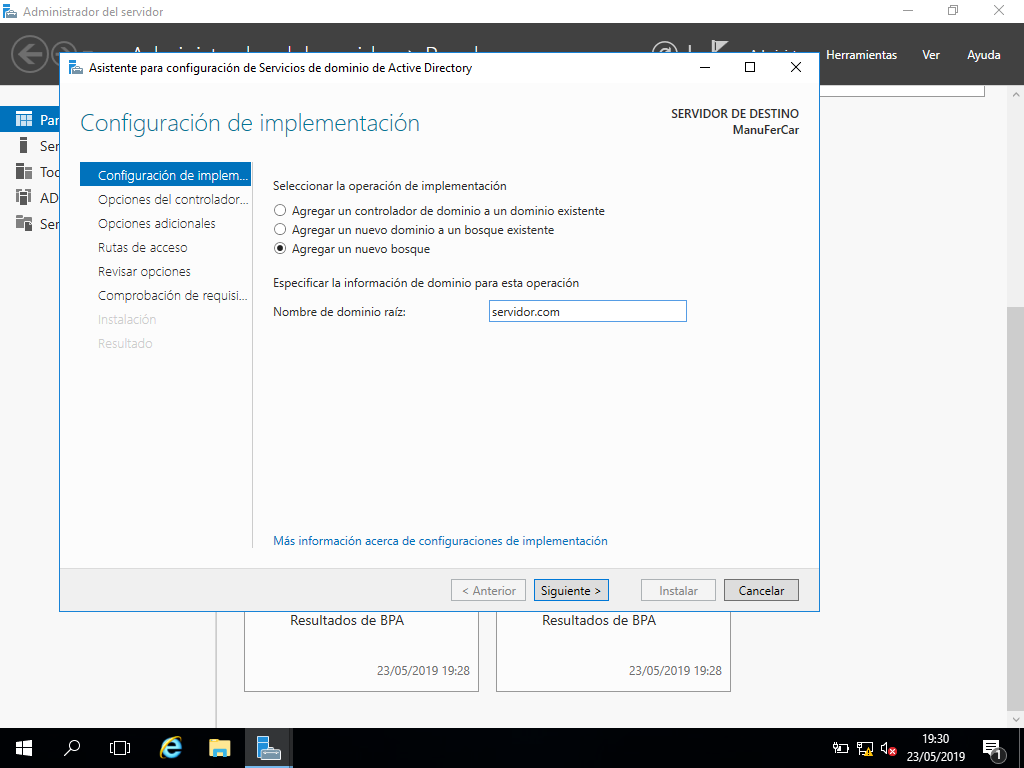 Administrador del servidor
Herramientas
Ver
Ayuda
Asistente para configuración de Servicios de dominio de Active Directory
Configuración de implementación
SERVIDOR DE DESTINO
ManuFerCar
Configuración de implem...
Opciones del controlador...
Opciones adicionales
Rutas de acceso
Revisar opciones
Comprobación de requisi...
Instalación
Resultado
Seleccionar la operación de implementación
Agregar un controlador de dominio a un dominio existente
Agregar un nuevo dominio a un bosque existente
Agregar un nuevo bosque
Especificar la información de dominio para esta operación
Nombre de dominio raíz:
servidor.com
Más información acerca de configuraciones de implementación
< Anterior
Siguiente >
Instalar
Cancelar
Par
Ser
Too
AD
Ser
Resultados de BPA
Resultados de BPA
23/05/2019 19:28
23/05/2019 19:28
19:30
23/05/2019
1